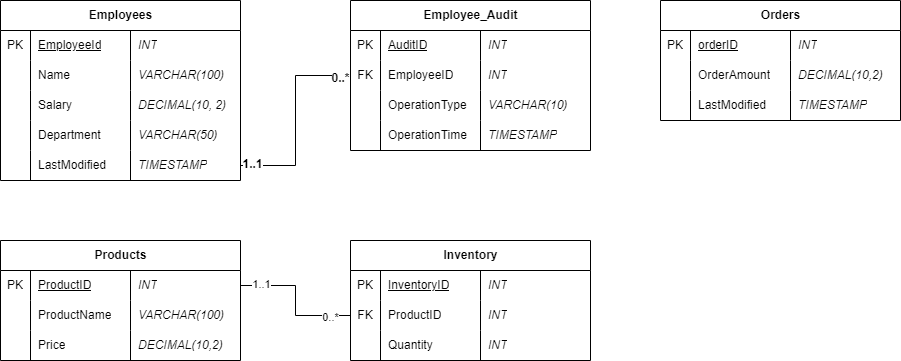 Employees
PK EmployeeId INT
Name VARCHAR(100)
Salary DECIMAL(10, 2)
Department VARCHAR(50)
LastModified TIMESTAMP
1..1
0..*
Employee_Audit
PK AuditID INT
FK EmployeeID INT
OperationType VARCHAR(10)
OperationTime TIMESTAMP
Orders
PK orderID INT
OrderAmount DECIMAL(10,2)
LastModified TIMESTAMP
Products
PK ProductID INT
ProductName VARCHAR(100)
Price DECIMAL(10,2)
1..1
0..*
Inventory
PK InventoryID INT
FK ProductID INT
Quantity INT